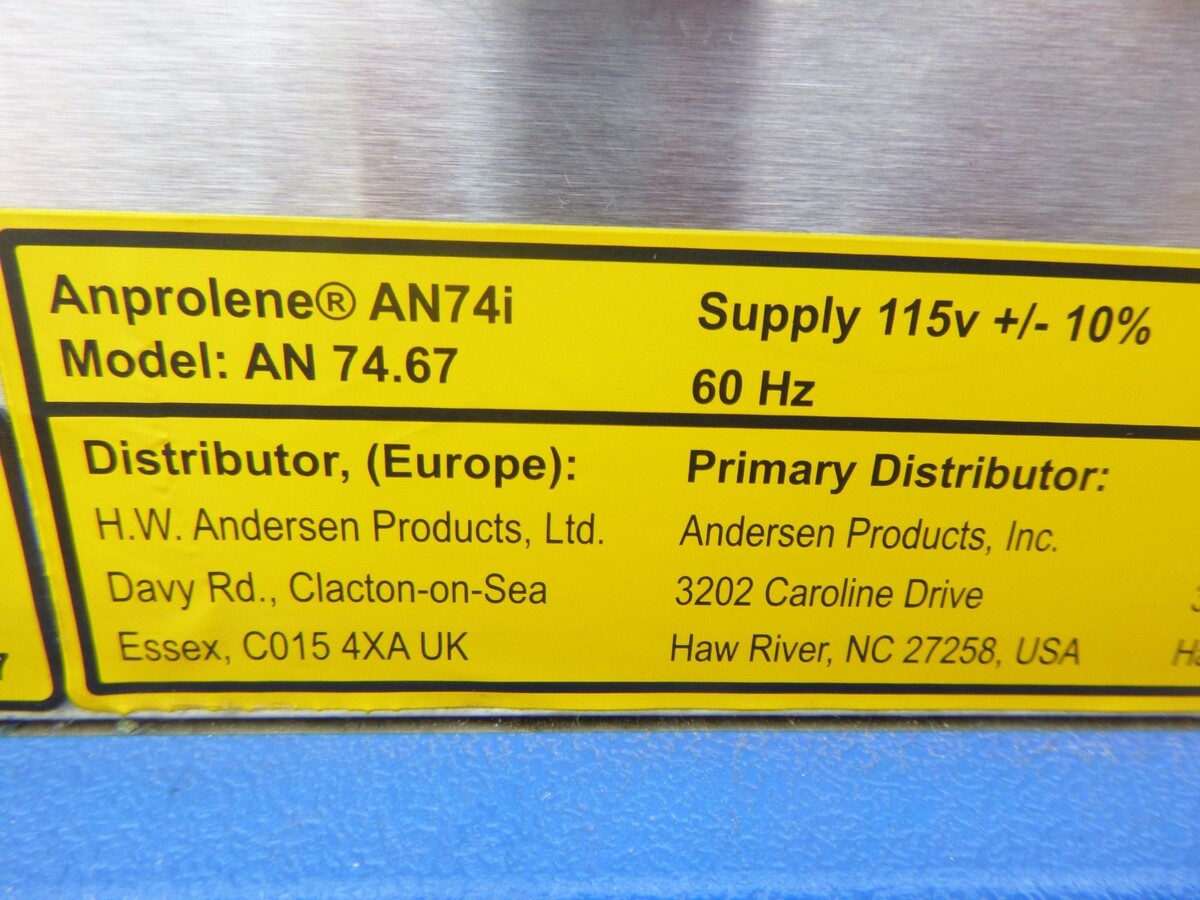 Anprolene® AN74i
Model: AN 74.67
Supply 115v +/- 10%
60 Hz
Distributor, (Europe):
H.W. Andersen Products, Ltd.
Davy Rd., Clacton-on-Sea
Essex, C015 4XA UK
Primary Distributor:
Andersen Products, Inc.
3202 Caroline Drive
Haw River, NC 27258, USA